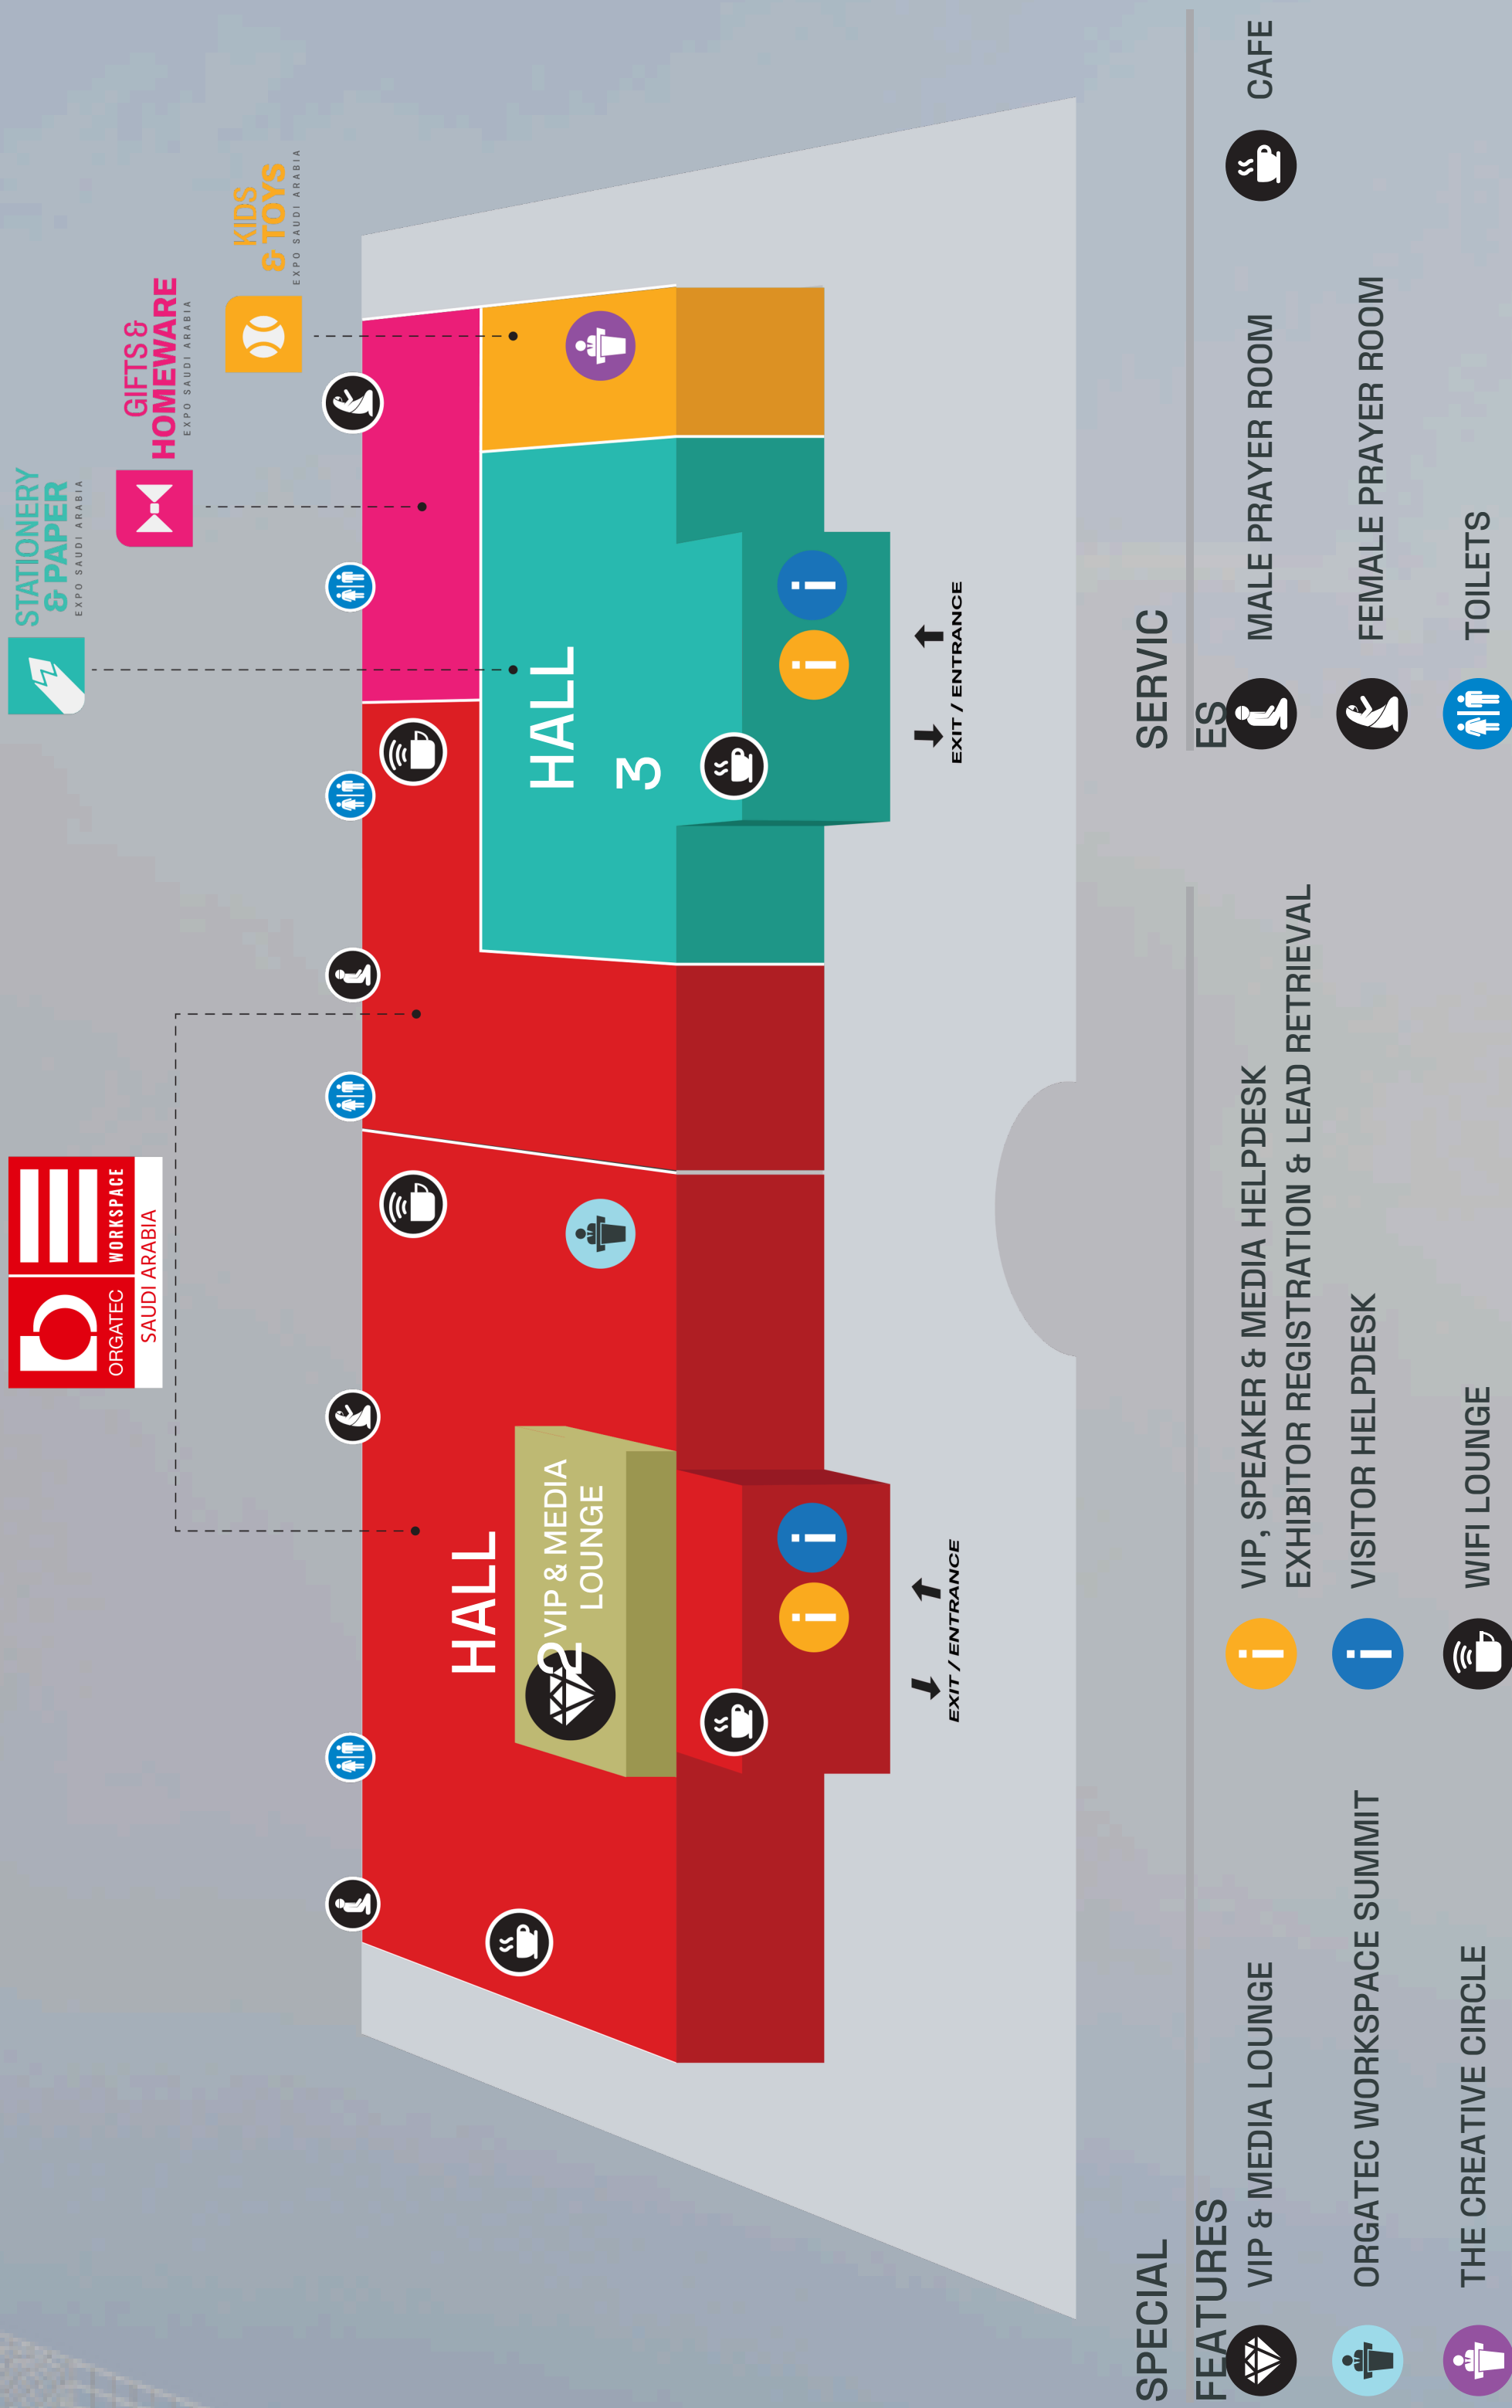 ORGATEC
WORKSPACE
SAUDI ARABIA
STATIONERY
& PAPER
EXPO SAUDI ARABIA
GIFTS &
HOMEWARE
EXPO SAUDI ARABIA
KIDS
& TOYS
EXPO SAUDI ARABIA
HALL
2
VIP & MEDIA
LOUNGE
HALL
3
EXIT / ENTRANCE
EXIT / ENTRANCE
SPECIAL
FEATURES
VIP & MEDIA LOUNGE
ORGATEC WORKSPACE SUMMIT
THE CREATIVE CIRCLE
VIP, SPEAKER & MEDIA HELPDESK
EXHIBITOR REGISTRATION & LEAD RETRIEVAL
VISITOR HELPDESK
WIFI LOUNGE
SERVIC
ES
MALE PRAYER ROOM
FEMALE PRAYER ROOM
TOILETS
CAFE